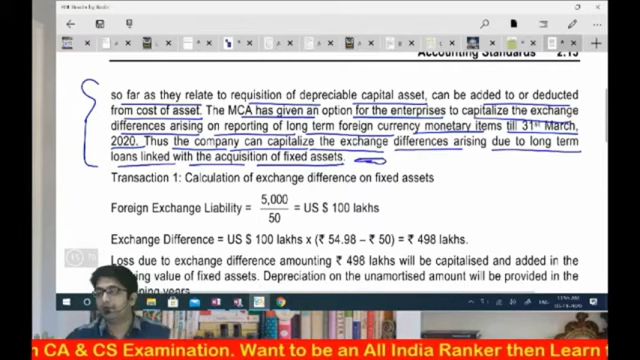 Accounting Standards 2.15
so far as they relate to requisition of depreciable capital asset, can be added to or deducted
from cost of asset. The MCA has given an option for the enterprises to capitalize the exchange
differences arising on reporting of long term foreign currency monetary items till 31st March,
2020. Thus the company can capitalize the exchange differences arising due to long term
loans linked with the acquisition of fixed assets.
Transaction 1: Calculation of exchange difference on fixed assets
Foreign Exchange Liability = 5,000 / 50 = US $ 100 lakhs
Exchange Difference = US $ 100 lakhs x (₹ 54.98 – ₹ 50) = ₹ 498 lakhs.
Loss due to exchange difference amounting ₹ 498 lakhs will be capitalised and added in the
value of fixed assets. Depreciation on the unamortised amount will be provided in the
years.
n CA & CS Examination. Want to be an All India Ranker then Learn f